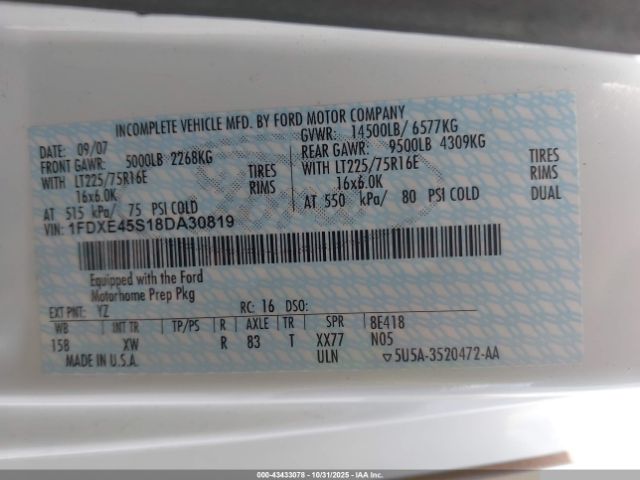 INCOMPLETE VEHICLE MFD. BY FORD MOTOR COMPANY
DATE: 09/07 GVWR: 14500LB/ 6577KG
FRONT GAWR: 5000LB 2268KG REAR GAWR: 9500LB 4309KG
WITH LT225/75R16E TIRES WITH LT225/75R16E TIRES
16x6.0K RIMS 16x6.0K RIMS
AT 515 kPa/ 75 PSI COLD AT 550 kPa/ 80 PSI COLD DUAL
VIN: 1FDXE45S18DA30819
Equipped with the Ford
Motorhome Prep Pkg
EXT PNT: YZ RC: 16 DSO:
WB INT TR TP/PS R AXLE TR SPR 8E418
158 XW R 83 T XX77 N05
MADE IN U.S.A. ULN 5U5A-3520472-AA
000-43433078 - 10/31/2025 - IAA INC.